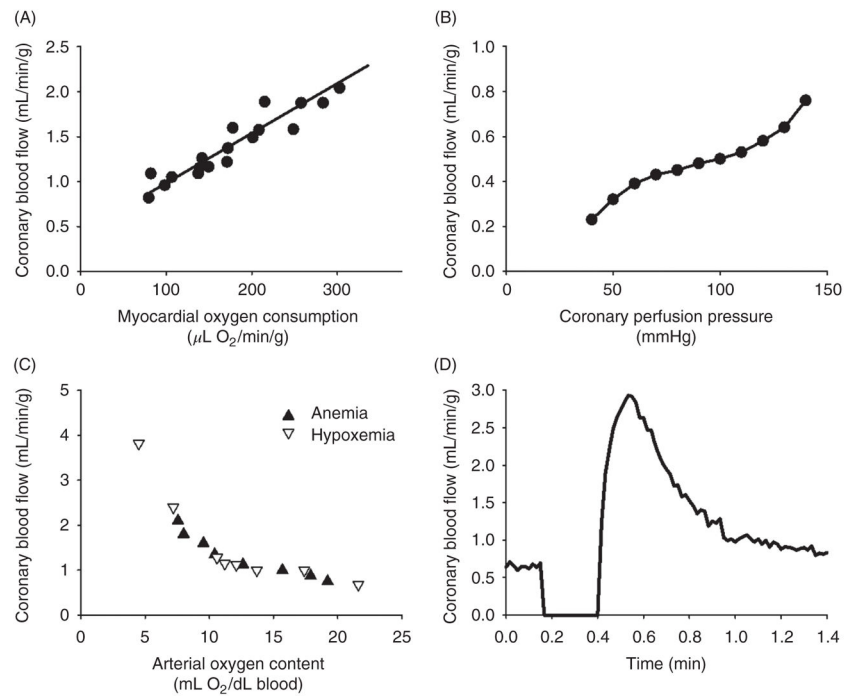 (A)
Coronary blood flow (mL/min/g)
2.5
2.0
1.5
1.0
0.5
0.0
0 100 200 300
Myocardial oxygen consumption
(μL O₂/min/g)
(B)
Coronary blood flow (mL/min/g)
1.0
0.8
0.6
0.4
0.2
0.0
0 50 100 150
Coronary perfusion pressure
(mmHg)
(C)
Coronary blood flow (mL/min/g)
5
4
3
2
1
0
Anemia
Hypoxemia
0 5 10 15 20 25
Arterial oxygen content
(mL O₂/dL blood)
(D)
Coronary blood flow (mL/min/g)
3.0
2.5
2.0
1.5
1.0
0.5
0.0
0.0 0.2 0.4 0.6 0.8 1.0 1.2 1.4
Time (min)